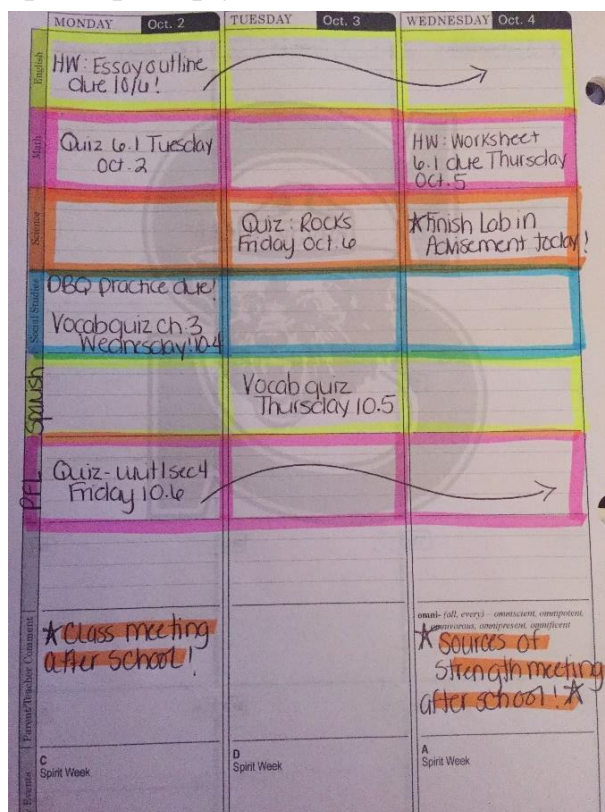 MONDAY Oct. 2
TUESDAY Oct. 3
WEDNESDAY Oct. 4
English
HW: Essay outline
due 10/6!
Math
Quiz 6.1 Tuesday
Oct. 2
HW: Worksheet
6.1 due Thursday
Oct. 5
Science
Quiz: Rocks
Friday Oct. 6
★Finish Lab in
Advisement today!
Social Studies
DBQ practice due!
Vocab quiz ch. 3
Wednesday! 10.4
Spanish
Vocab quiz
Thursday 10.5
PFL
Quiz - unit 1 sec 4
Friday 10.6
Parent/Teacher Comment
★Class meeting
after school!
omni- (all, every) – omniscient, omnipotent,
omnivorous, omnipresent, omnificent
★ Sources of
Strength meeting
after school! ★
Events
C
Spirit Week
D
Spirit Week
A
Spirit Week